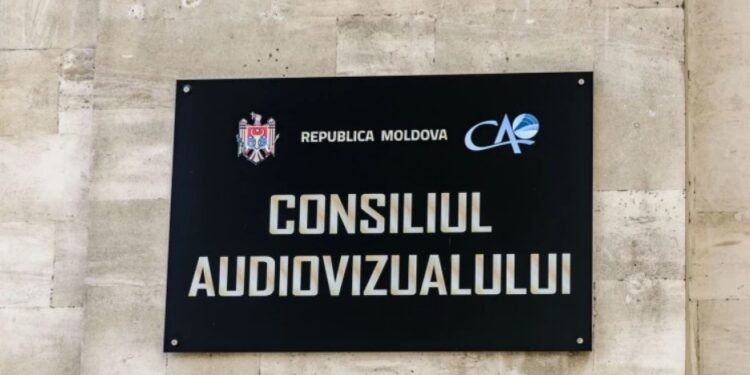 REPUBLICA MOLDOVA
CA
CONSILIUL
AUDIOVIZUALULUI